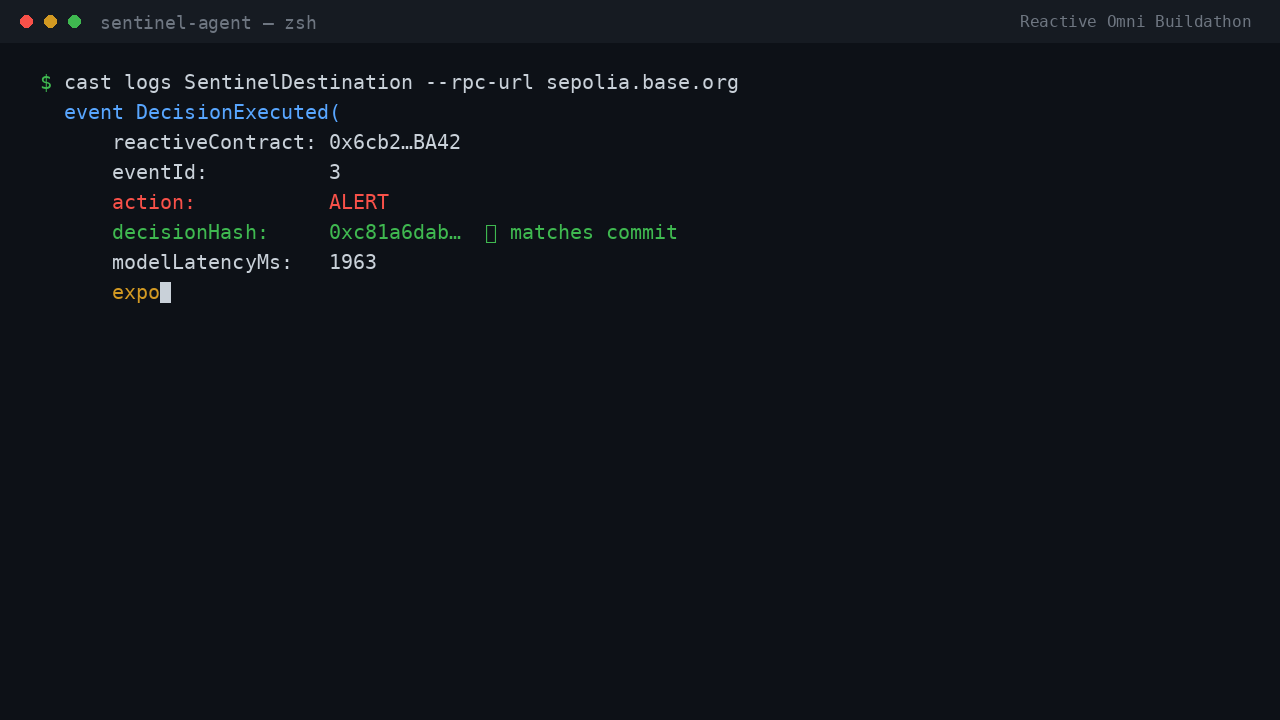 sentinel-agent — zsh
Reactive Omni Buildathon
$ cast logs SentinelDestination --rpc-url sepolia.base.org
event DecisionExecuted(
reactiveContract: 0x6cb2…BA42
eventId: 3
action: ALERT
decisionHash: 0xc81a6dab… matches commit
modelLatencyMs: 1963
expo